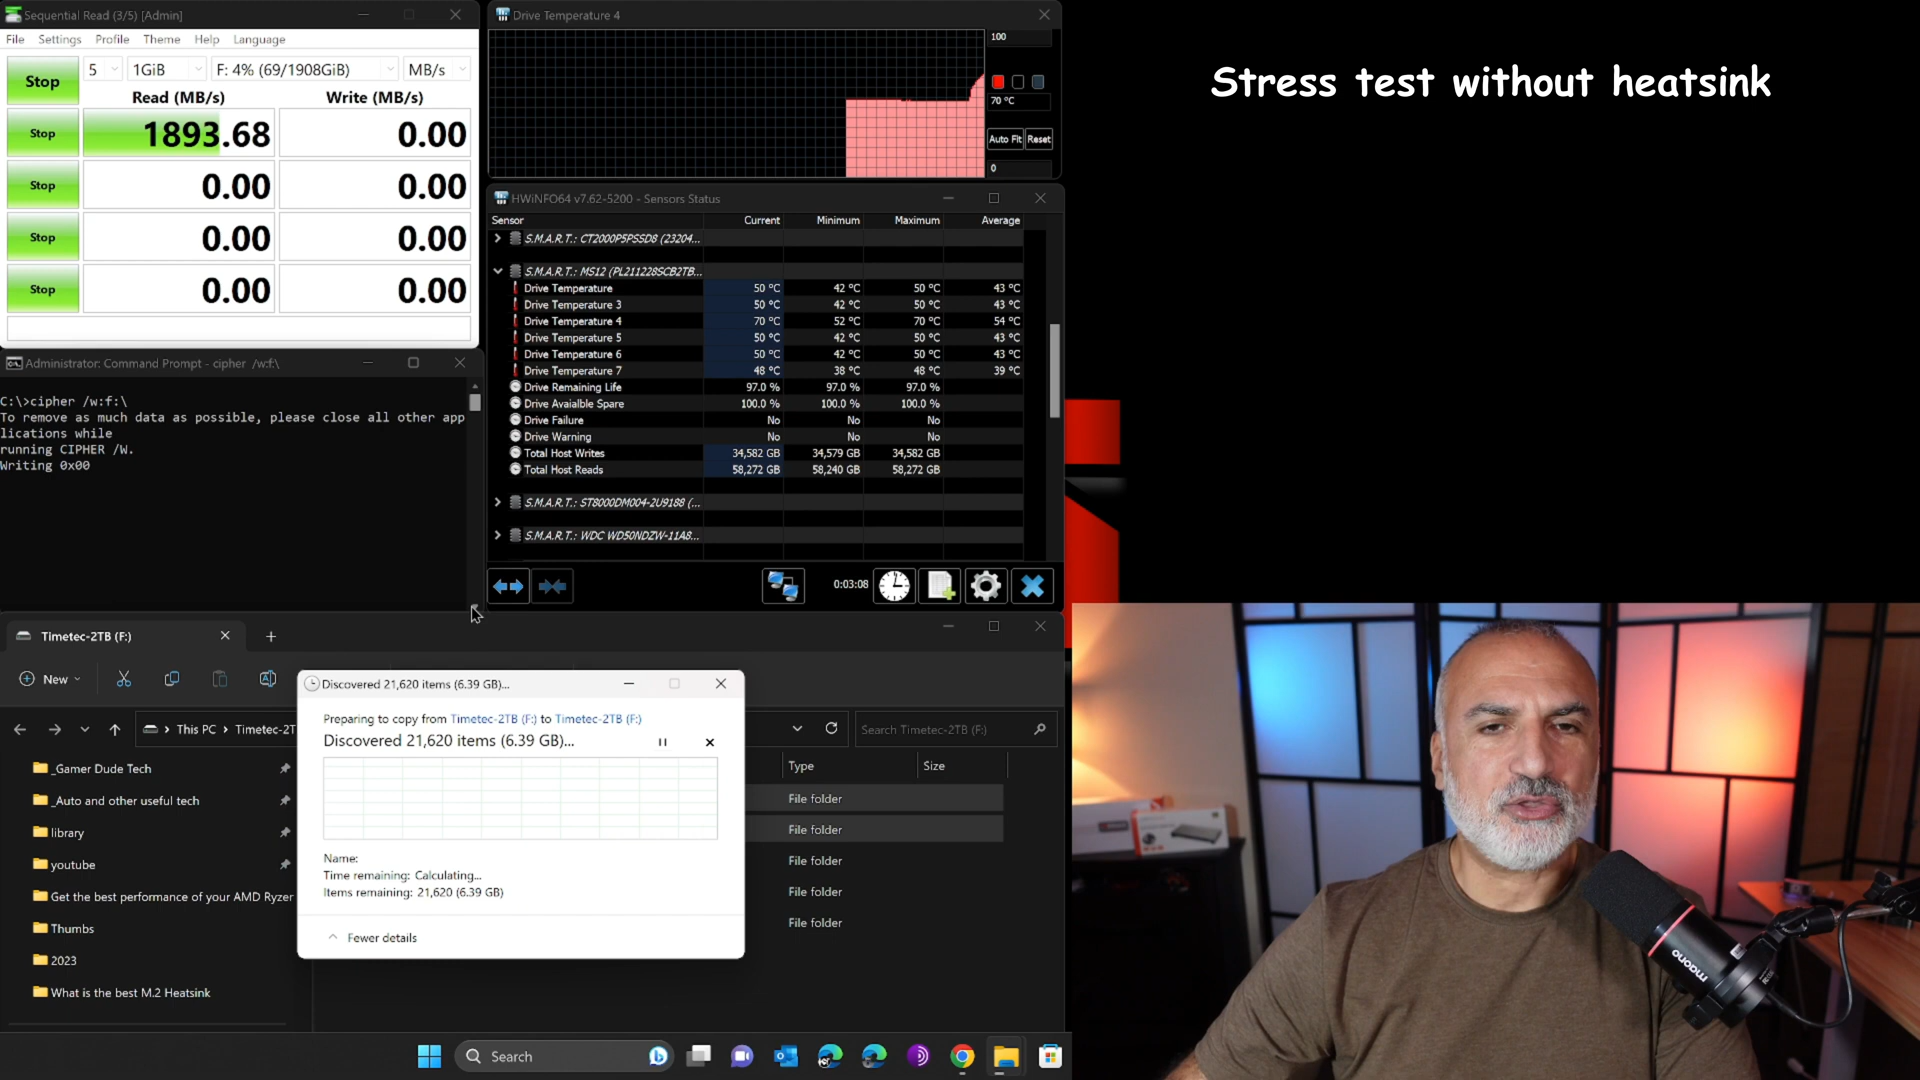 Sequential Read (3/5) [Admin]
File Settings Profile Theme Help Language
Stop 5 1GiB F: 4% (69/1908GiB) MB/s
Read (MB/s) Write (MB/s)
Stop 1893.68 0.00
Stop 0.00 0.00
Stop 0.00 0.00
Stop 0.00 0.00
Drive Temperature 4
100
70 °C
Auto Fit Reset
0
Stress test without heatsink
HWiNFO64 v7.62-5200 - Sensors Status
Sensor Current Minimum Maximum Average
S.M.A.R.T.: CT2000P5PSSD8 (23204...
S.M.A.R.T.: MS12 (PL211228SCB2TB...
Drive Temperature 50 °C 42 °C 50 °C 43 °C
Drive Temperature 3 50 °C 42 °C 50 °C 43 °C
Drive Temperature 4 70 °C 52 °C 70 °C 54 °C
Drive Temperature 5 50 °C 42 °C 50 °C 43 °C
Drive Temperature 6 50 °C 42 °C 50 °C 43 °C
Drive Temperature 7 48 °C 38 °C 48 °C 39 °C
Drive Remaining Life 97.0 % 97.0 % 97.0 %
Drive Avaialble Spare 100.0 % 100.0 % 100.0 %
Drive Failure No No No
Drive Warning No No No
Total Host Writes 34,582 GB 34,579 GB 34,582 GB
Total Host Reads 58,272 GB 58,240 GB 58,272 GB
S.M.A.R.T.: ST8000DM004-2U9188 (...
S.M.A.R.T.: WDC WD50NDZW-11A8...
0:03:08
Administrator: Command Prompt - cipher /w:f:\
C:\>cipher /w:f:\
To remove as much data as possible, please close all other app
lications while
running CIPHER /W.
Writing 0x00
Timetec-2TB (F:)
New
This PC > Timetec-2T
Search Timetec-2TB (F:)
Type Size
_Gamer Dude Tech
_Auto and other useful tech
library
youtube
Get the best performance of your AMD Ryzer
Thumbs
2023
What is the best M.2 Heatsink
File folder
File folder
File folder
File folder
File folder
Discovered 21,620 items (6.39 GB)...
Preparing to copy from Timetec-2TB (F:) to Timetec-2TB (F:)
Discovered 21,620 items (6.39 GB)...
Name:
Time remaining: Calculating...
Items remaining: 21,620 (6.39 GB)
Fewer details
Search
maono